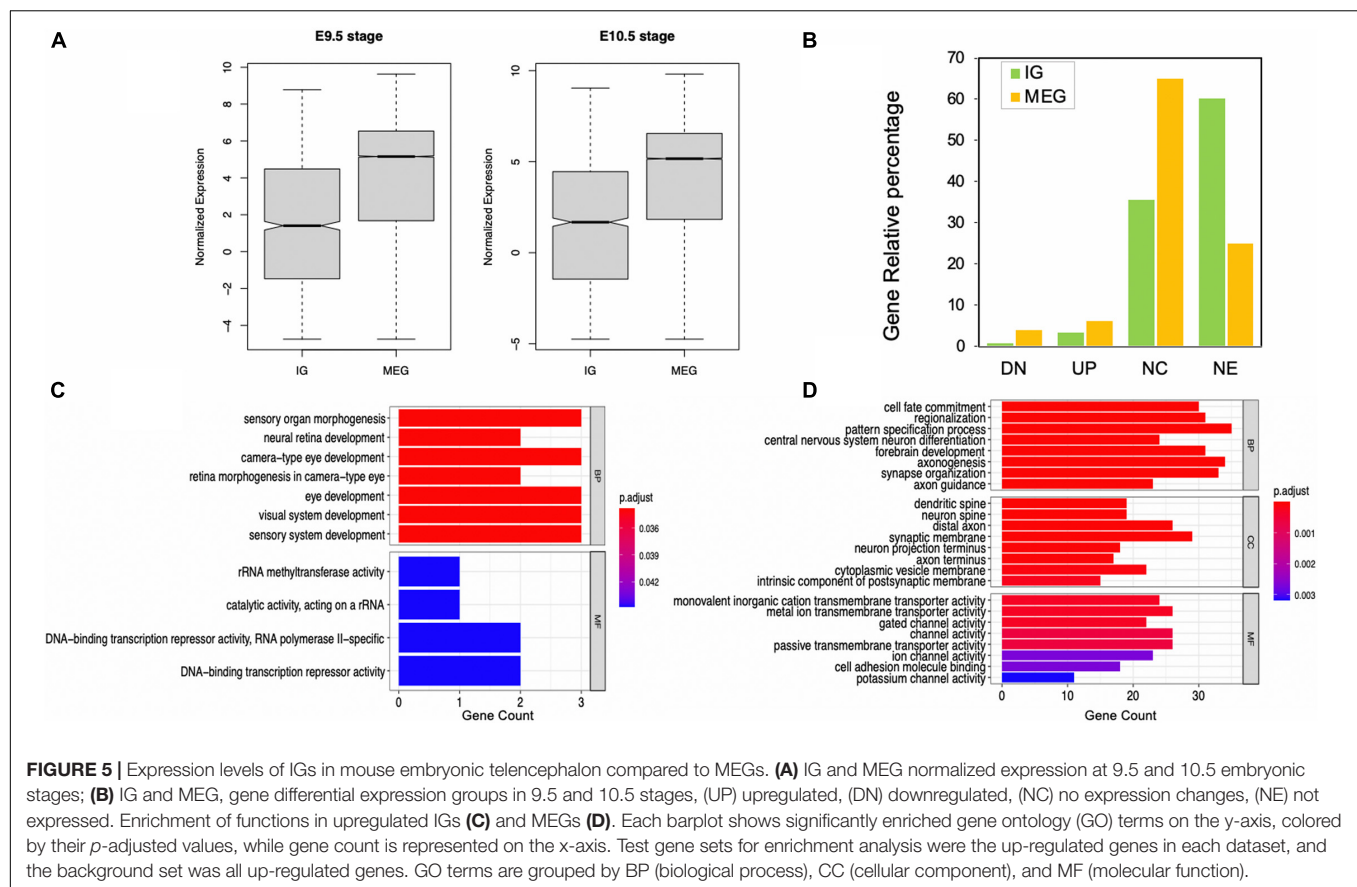 A
E9.5 stage
E10.5 stage
Normalized Expression
10
8
6
4
2
0
−2
−4
IG
MEG
Normalized Expression
10
5
0
−5
IG
MEG
B
Gene Relative percentage
70
60
50
40
30
20
10
0
IG
MEG
DN
UP
NC
NE
C
sensory organ morphogenesis
neural retina development
camera−type eye development
retina morphogenesis in camera−type eye
eye development
visual system development
sensory system development
BP
rRNA methyltransferase activity
catalytic activity, acting on a rRNA
DNA−binding transcription repressor activity, RNA polymerase II−specific
DNA−binding transcription repressor activity
MF
0
1
2
3
Gene Count
p.adjust
0.036
0.039
0.042
D
cell fate commitment
regionalization
pattern specification process
central nervous system neuron differentiation
forebrain development
axonogenesis
synapse organization
axon guidance
BP
dendritic spine
neuron spine
distal axon
synaptic membrane
neuron projection terminus
axon terminus
cytoplasmic vesicle membrane
intrinsic component of postsynaptic membrane
CC
monovalent inorganic cation transmembrane transporter activity
metal ion transmembrane transporter activity
gated channel activity
channel activity
passive transmembrane transporter activity
ion channel activity
cell adhesion molecule binding
potassium channel activity
MF
0
10
20
30
Gene Count
p.adjust
0.001
0.002
0.003
FIGURE 5 | Expression levels of IGs in mouse embryonic telencephalon compared to MEGs. (A) IG and MEG normalized expression at 9.5 and 10.5 embryonic
stages; (B) IG and MEG, gene differential expression groups in 9.5 and 10.5 stages, (UP) upregulated, (DN) downregulated, (NC) no expression changes, (NE) not
expressed. Enrichment of functions in upregulated IGs (C) and MEGs (D). Each barplot shows significantly enriched gene ontology (GO) terms on the y-axis, colored
by their p-adjusted values, while gene count is represented on the x-axis. Test gene sets for enrichment analysis were the up-regulated genes in each dataset, and
the background set was all up-regulated genes. GO terms are grouped by BP (biological process), CC (cellular component), and MF (molecular function).